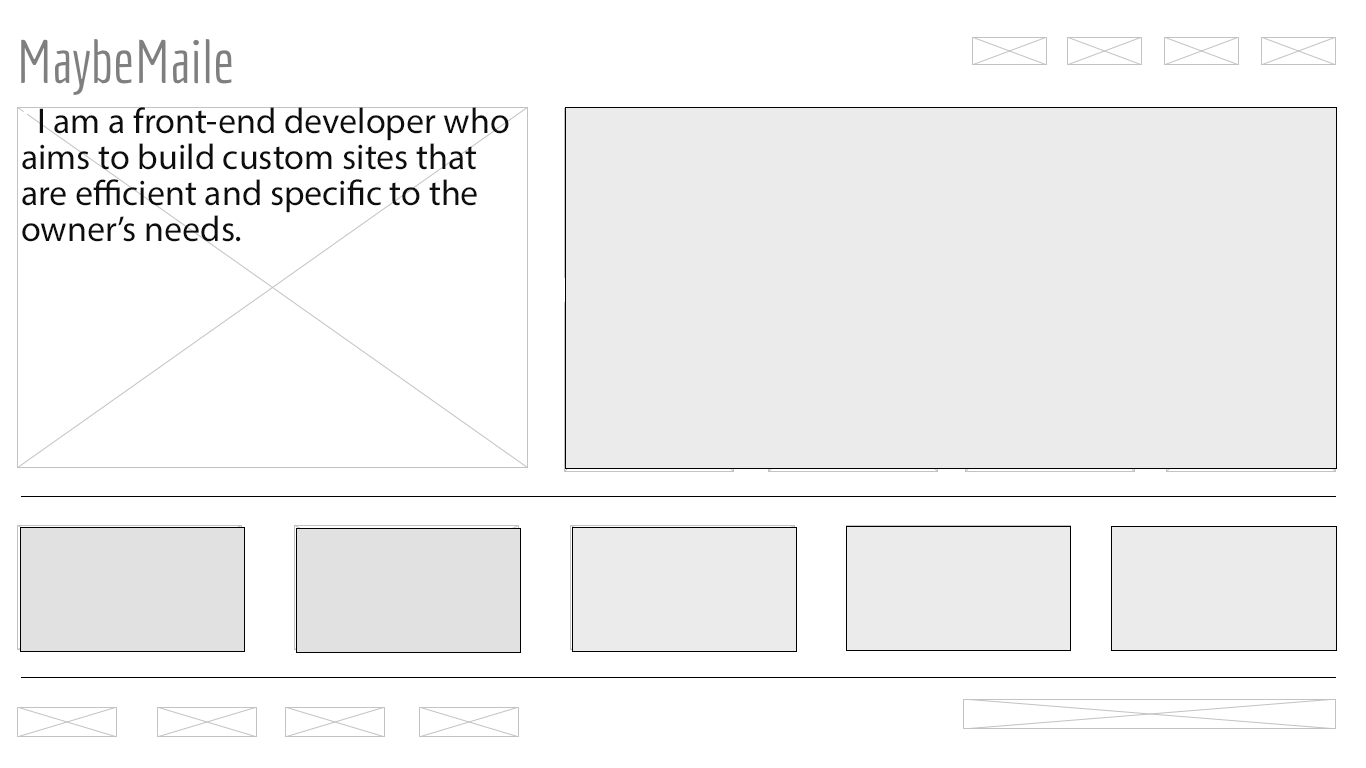 MaybeMaile
I am a front-end developer who
aims to build custom sites that
are efficient and specific to the
owner’s needs.